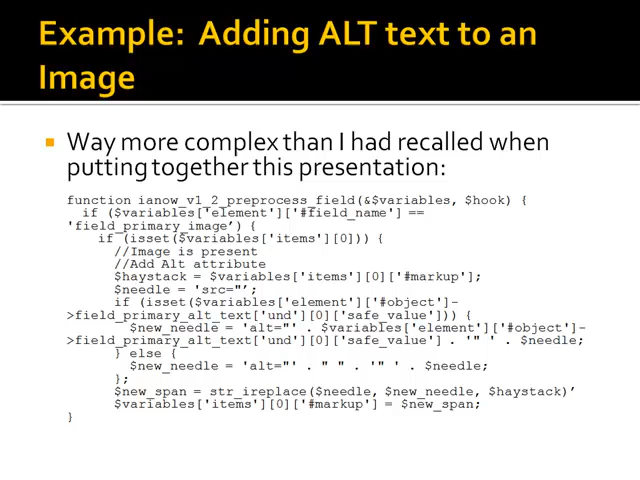 Example:  Adding ALT text to an
Image
Way more complex than I had recalled when
putting together this presentation:
function ianow_v1_2_preprocess_field(&$variables, $hook) {
  if ($variables['element']['#field_name'] ==
'field_primary_image’) {
    if (isset($variables['items'][0])) {
      //Image is present
      //Add Alt attribute
      $haystack = $variables['items'][0]['#markup'];
      $needle = 'src="’;
      if (isset($variables['element']['#object']-
>field_primary_alt_text['und'][0]['safe_value'])) {
        $new_needle = 'alt="' . $variables['element']['#object']-
>field_primary_alt_text['und'][0]['safe_value'] . '" ' . $needle;
      } else {
        $new_needle = 'alt="' . " " . '" ' . $needle;
      };
      $new_span = str_ireplace($needle, $new_needle, $haystack)’
      $variables['items'][0]['#markup'] = $new_span;
}